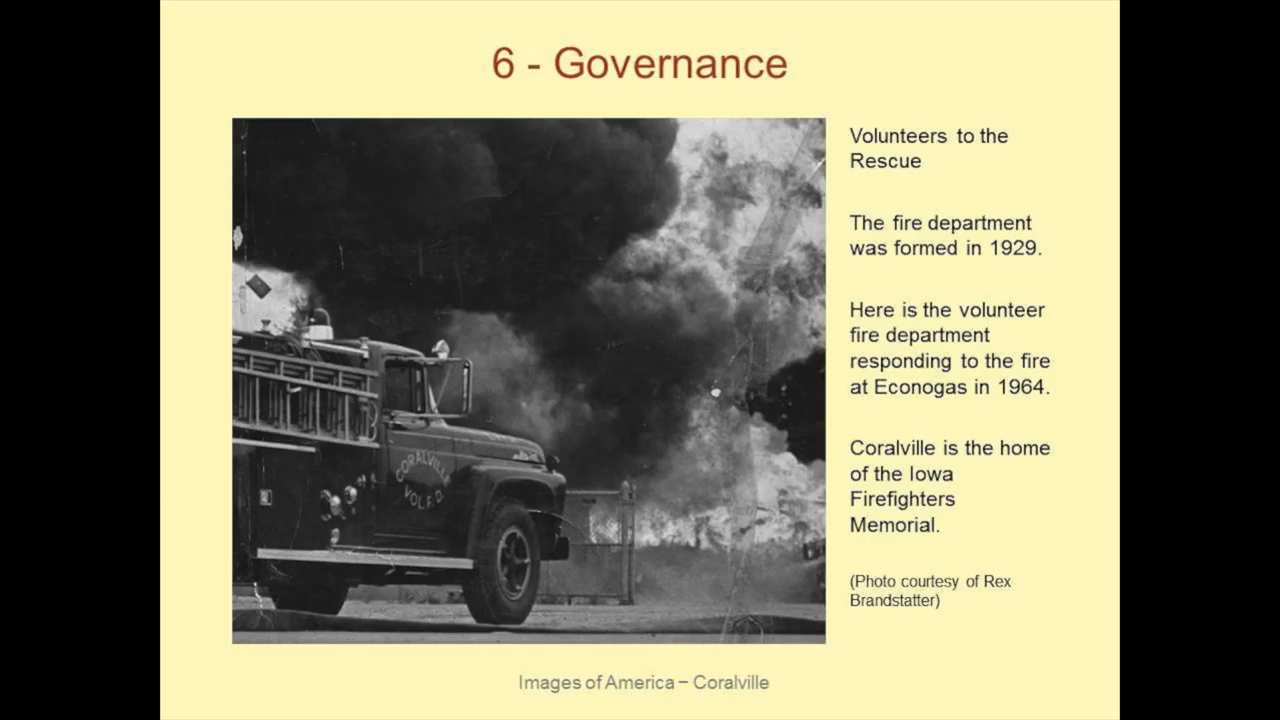 6 - Governance
Volunteers to the
Rescue
The fire department
was formed in 1929.
Here is the volunteer
fire department
responding to the fire
at Econogas in 1964.
Coralville is the home
of the Iowa
Firefighters
Memorial.
(Photo courtesy of Rex
Brandstatter)
CORALVILLE
VOL. F. D.
Images of America – Coralville